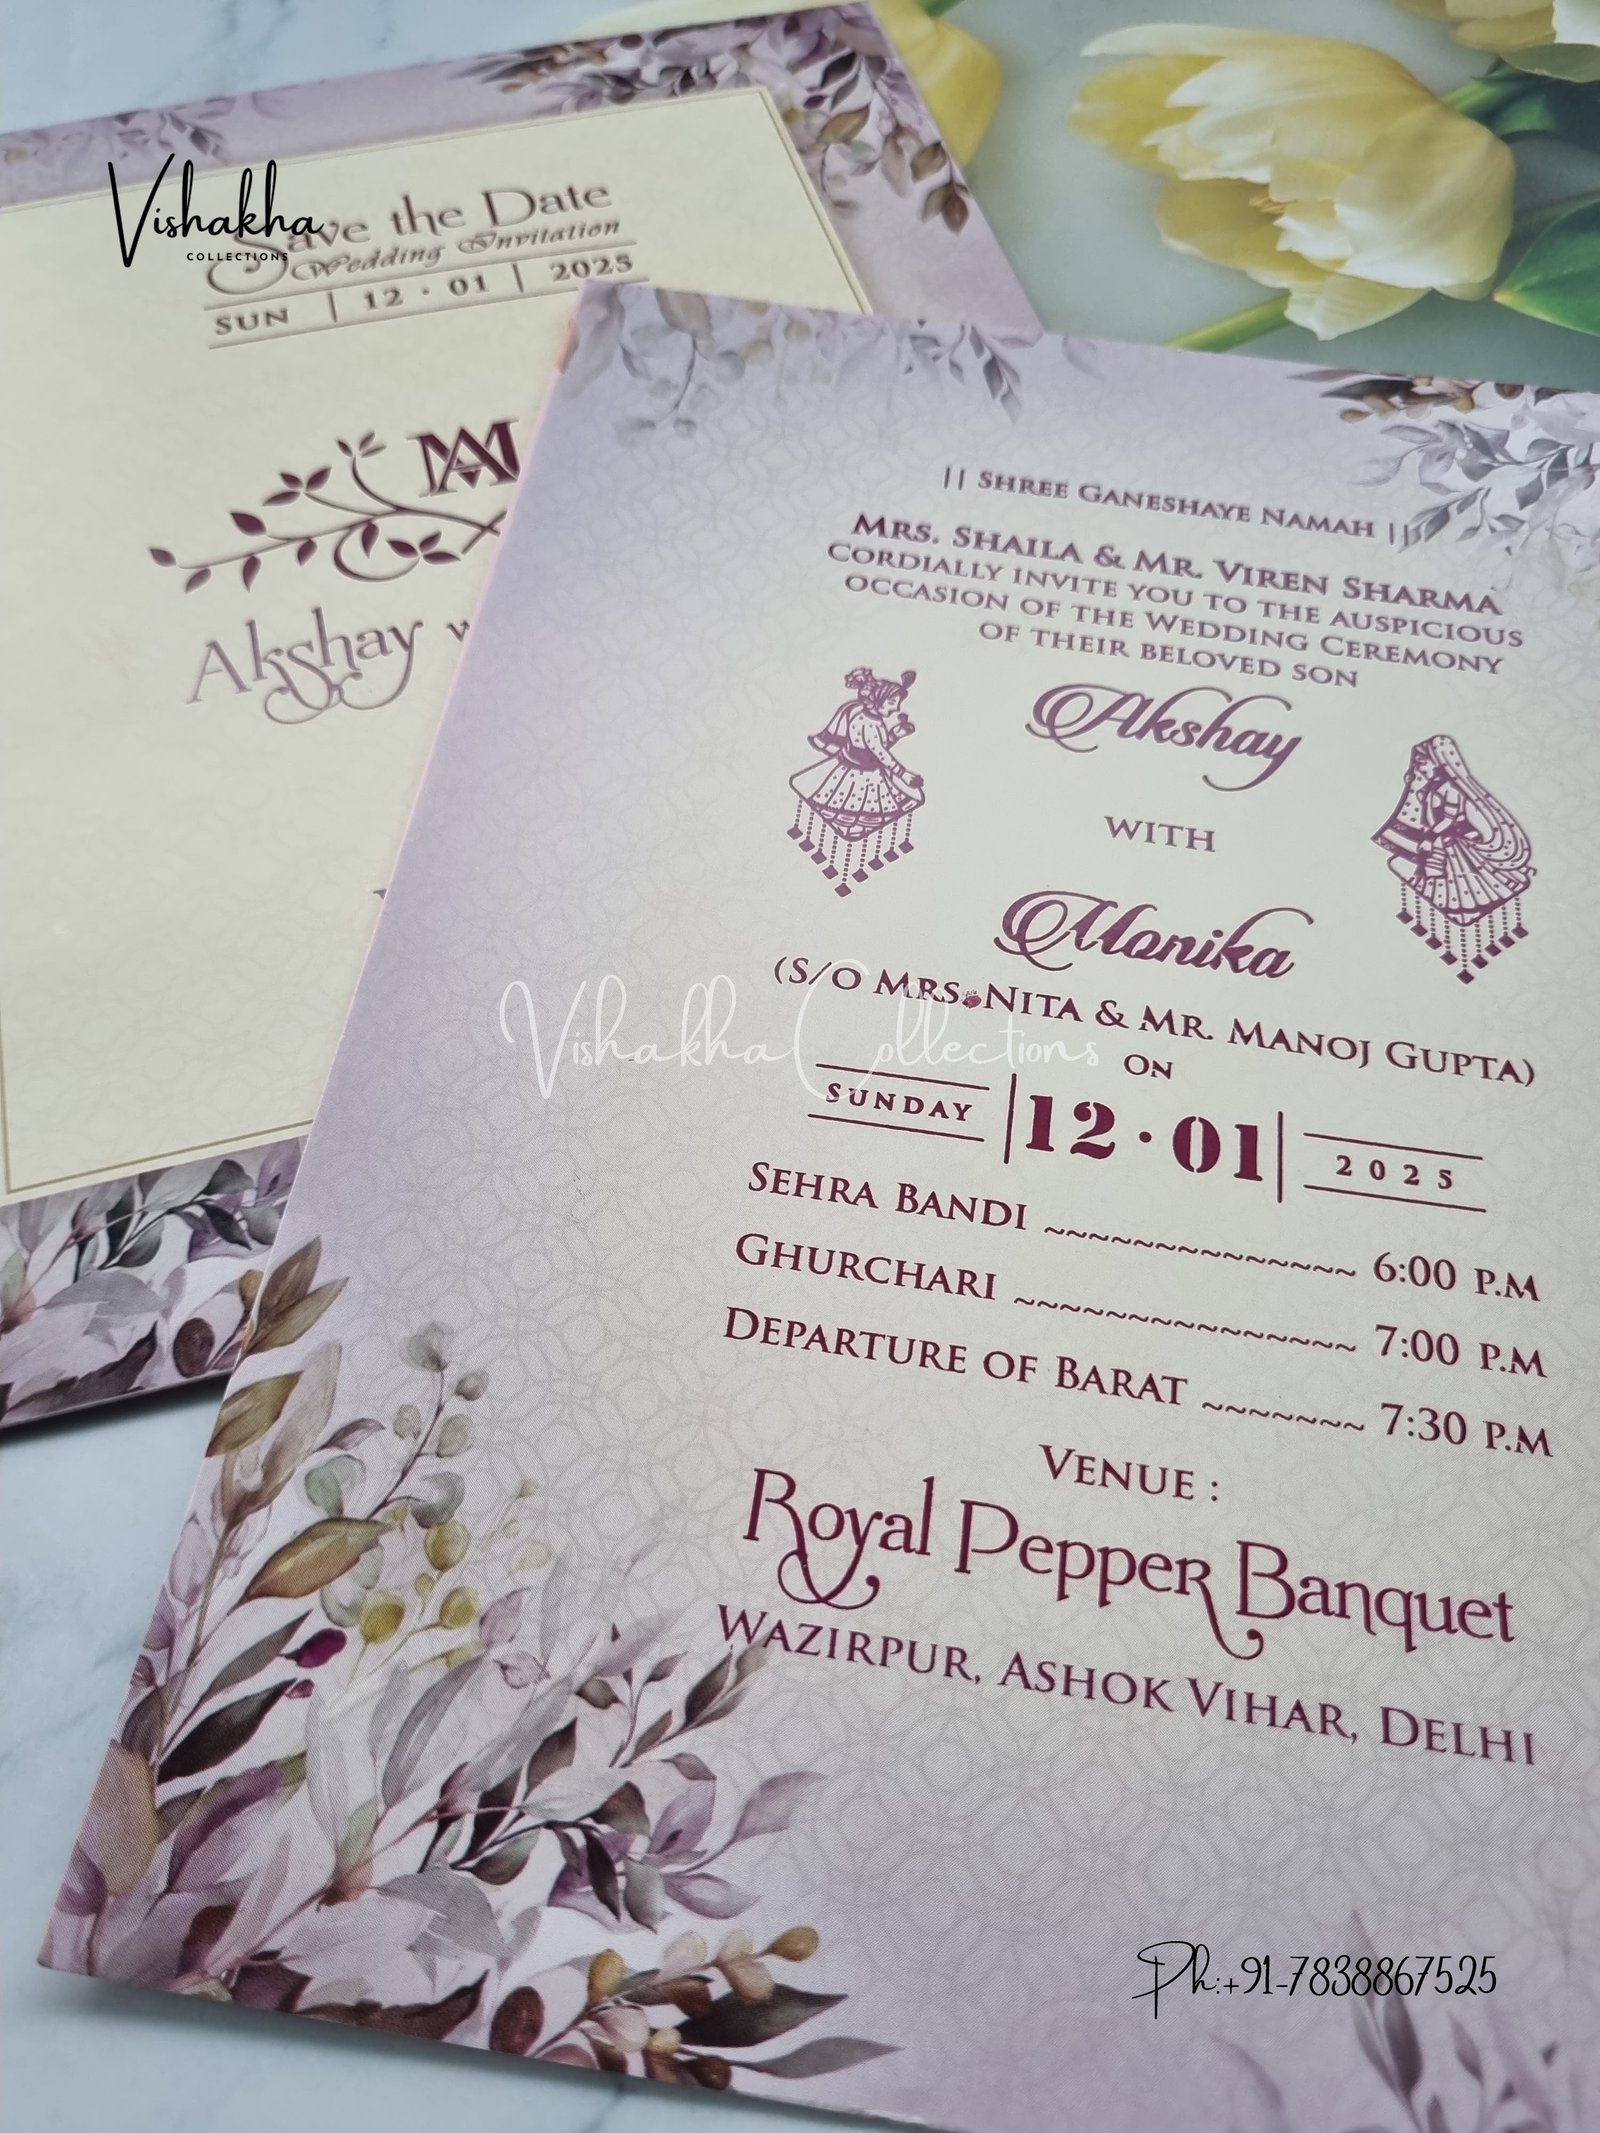 Vishakha
COLLECTIONS
Save the Date
Wedding Invitation
SUN | 12 · 01 | 2025
Akshay
|| Shree Ganeshaye Namah ||
Mrs. Shaila & Mr. Viren Sharma
Cordially invite you to the auspicious
occasion of the Wedding Ceremony
of their beloved son
Akshay
with
Monika
(S/o Mrs. Nita & Mr. Manoj Gupta)
on
SUNDAY | 12 · 01 | 2025
Sehra Bandi ~~~~~~~~~~~~~~ 6:00 p.m
Ghurchari ~~~~~~~~~~~~~~~ 7:00 p.m
Departure of Barat ~~~~~~~ 7:30 p.m
Venue :
Royal Pepper Banquet
Wazirpur, Ashok Vihar, Delhi
Vishakha Collections
Ph:+91-7838867525